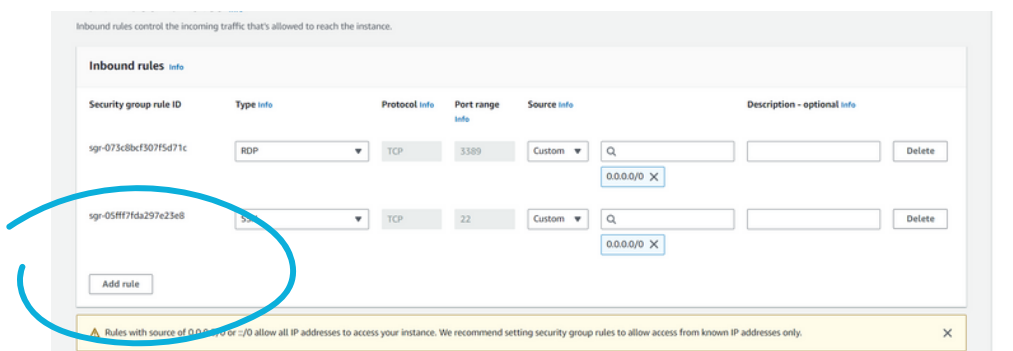 Inbound rules control the incoming traffic that's allowed to reach the instance.
Inbound rules Info
Security group rule ID Type Info Protocol Info Port range Info Source Info Description - optional Info
sgr-073c8bcf307f5d71c RDP TCP 3389 Custom Delete
0.0.0.0/0
sgr-05fff7fda297e23e8 SSH TCP 22 Custom Delete
0.0.0.0/0
Add rule
Rules with source of 0.0.0.0/0 or ::/0 allow all IP addresses to access your instance. We recommend setting security group rules to allow access from known IP addresses only.